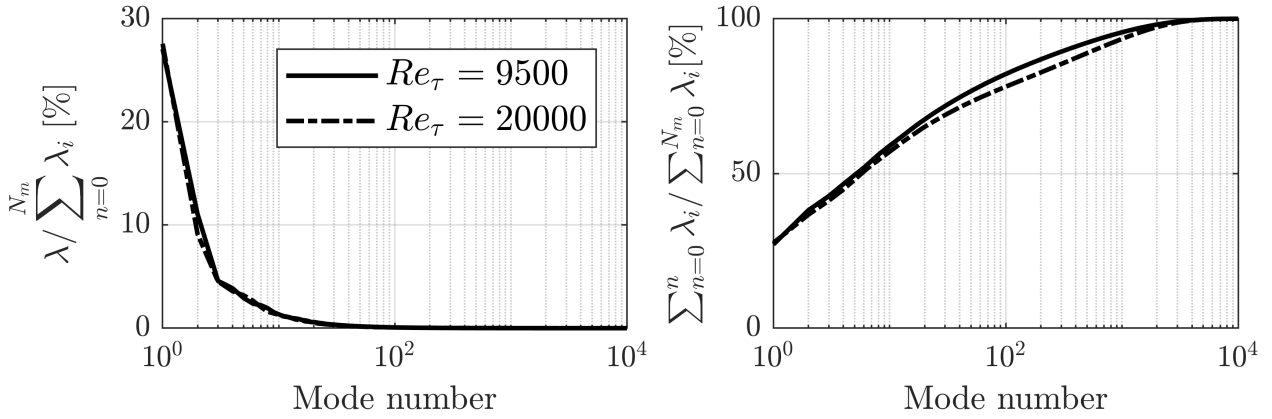 30
20
10
0
10^0
10^2
10^4
Mode number
λ/ ∑_{n=0}^{N_m} λ_i [%]
Re_τ = 9500
Re_τ = 20000
100
50
0
10^0
10^2
10^4
Mode number
∑_{n=0}^{n} λ_i/ ∑_{n=0}^{N_m} λ_i[%]